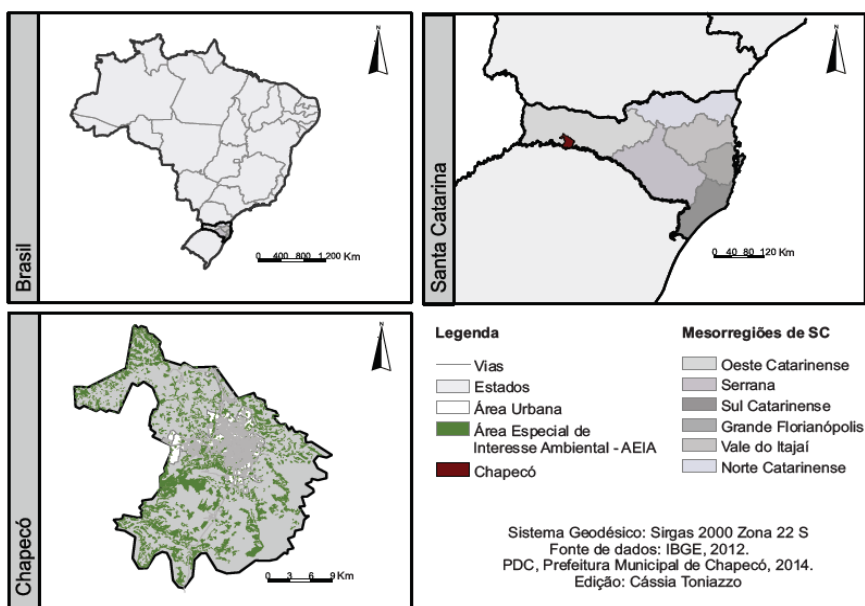 Brasil
N
0 400 800 1.200 Km
Santa Catarina
N
0 40 80 120 Km
Chapecó
N
0 3 6 9 Km
Legenda
Vias
Estados
Área Urbana
Área Especial de
Interesse Ambiental - AEIA
Chapecó
Mesorregiões de SC
Oeste Catarinense
Serrana
Sul Catarinense
Grande Florianópolis
Vale do Itajaí
Norte Catarinense
Sistema Geodésico: Sirgas 2000 Zona 22 S
Fonte de dados: IBGE, 2012.
PDC, Prefeitura Municipal de Chapecó, 2014.
Edição: Cássia Toniazzo